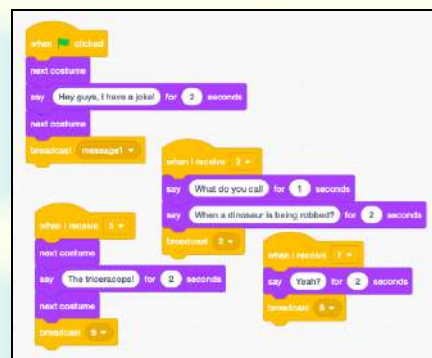 when clicked
next costume
say Hey guys, I have a joke! for 2 seconds
next costume
broadcast message1
when I receive 2
say What do you call for 1 seconds
say When a dinosaur is being robbed? for 2 seconds
broadcast 3
when I receive 5
next costume
say The triceracops! for 2 seconds
next costume
broadcast 6
when I receive 7
say Yeah? for 2 seconds
broadcast 8